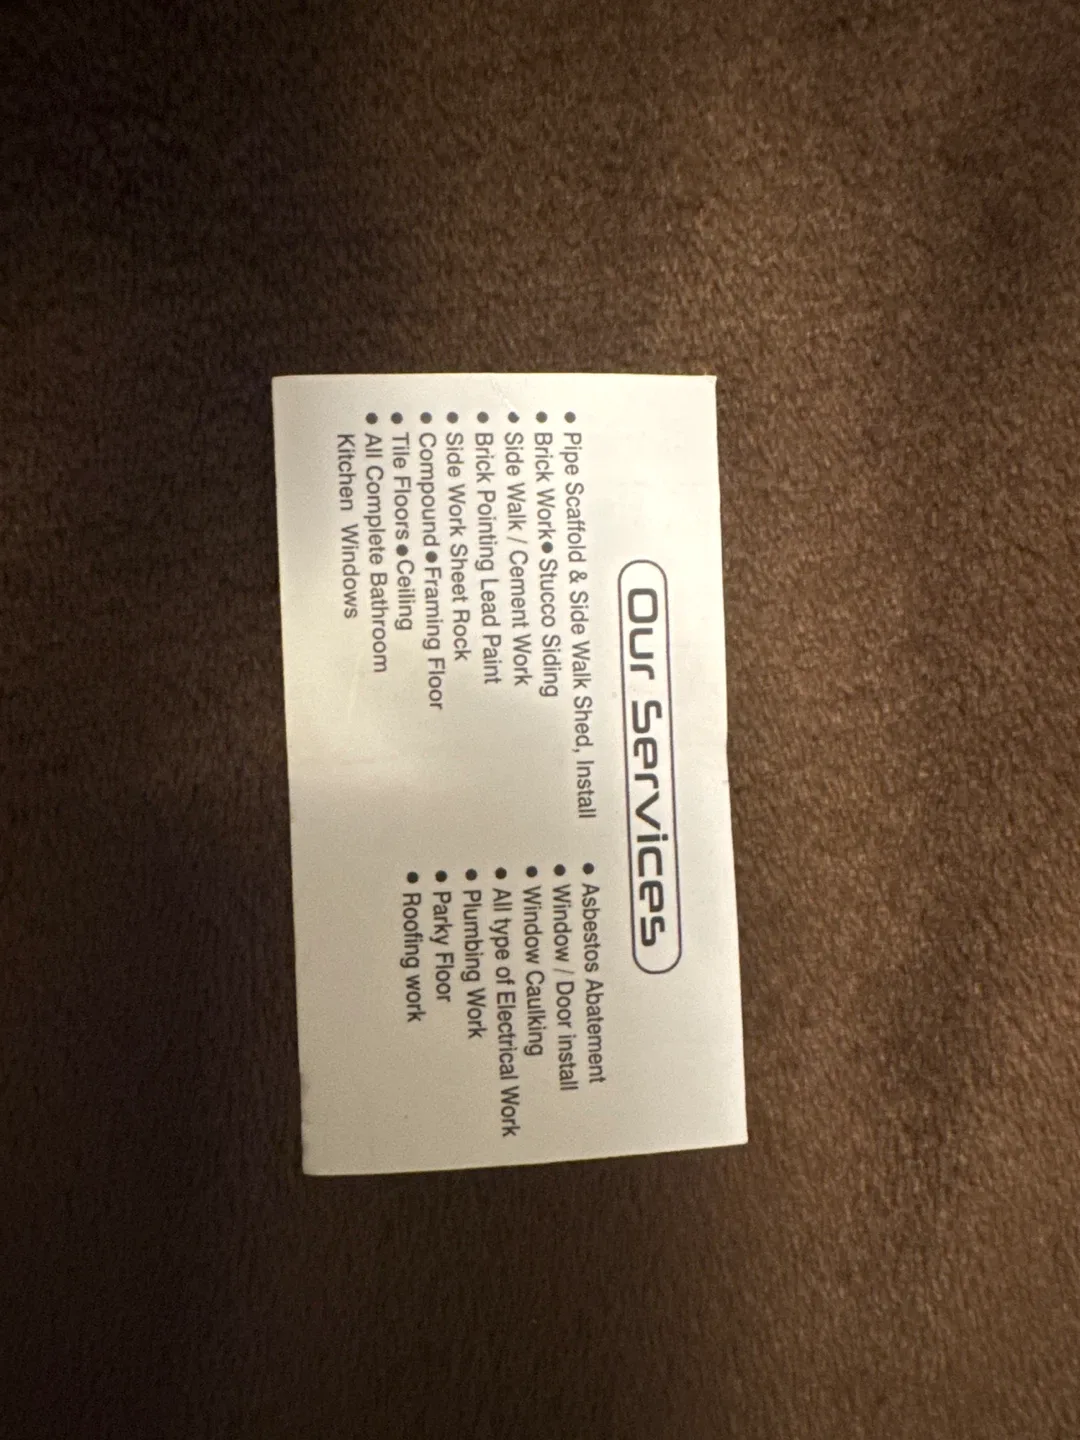 Our Services
• Pipe Scaffold & Side Walk Shed, Install
• Brick Work • Stucco Siding
• Side Walk / Cement Work
• Brick Pointing Lead Paint
• Side Work Sheet Rock
• Compound • Framing Floor
• Tile Floors • Ceiling
• All Complete Bathroom
Kitchen Windows
• Asbestos Abatement
• Window / Door install
• Window Caulking
• All type of Electrical Work
• Plumbing Work
• Parky Floor
• Roofing work